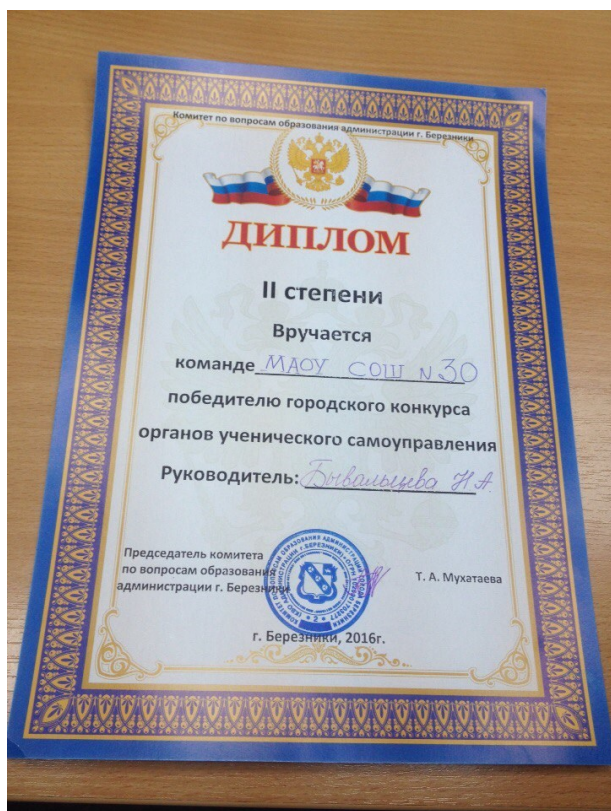 Комитет по вопросам образования администрации г. Березники
ДИПЛОМ
II степени
Вручается
команде МАОУ СОШ N 30
победителю городского конкурса
органов ученического самоуправления
Руководитель: Бывальцева Н.А.
Председатель комитета
по вопросам образования
администрации г. Березники
Т. А. Мухатаева
г. Березники, 2016г.